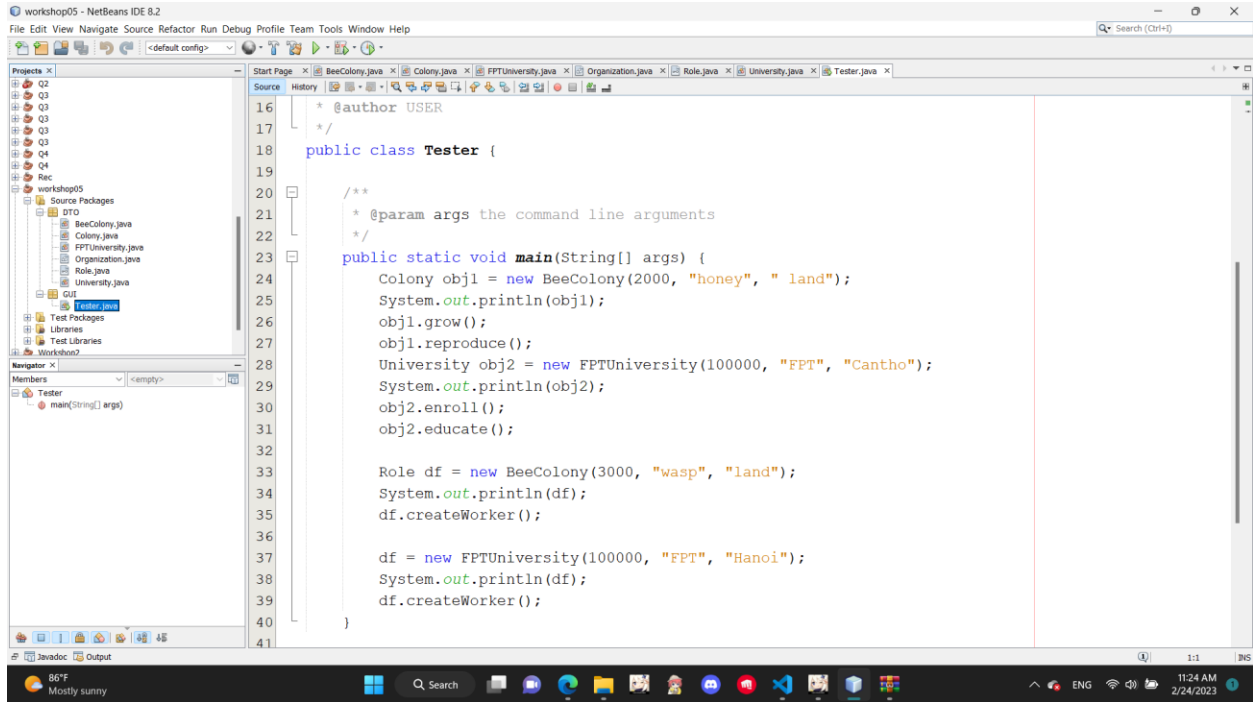 workshop05 - NetBeans IDE 8.2
File Edit View Navigate Source Refactor Run Debug Profile Team Tools Window Help
Search (Ctrl+I)
<default config>
Projects
Q2
Q3
Q3
Q3
Q3
Q3
Q4
Q4
Rec
workshop05
Source Packages
DTO
BeeColony.java
Colony.java
FPTUniversity.java
Organization.java
Role.java
University.java
GUI
Tester.java
Test Packages
Libraries
Test Libraries
Workshop2
Navigator
Members <empty>
Tester
main(String[] args)
Start Page BeeColony.java Colony.java FPTUniversity.java Organization.java Role.java University.java Tester.java
Source History
16 * @author USER
17 */
18 public class Tester {
19
20 /**
21 * @param args the command line arguments
22 */
23 public static void main(String[] args) {
24 Colony obj1 = new BeeColony(2000, "honey", " land");
25 System.out.println(obj1);
26 obj1.grow();
27 obj1.reproduce();
28 University obj2 = new FPTUniversity(100000, "FPT", "Cantho");
29 System.out.println(obj2);
30 obj2.enroll();
31 obj2.educate();
32
33 Role df = new BeeColony(3000, "wasp", "land");
34 System.out.println(df);
35 df.createWorker();
36
37 df = new FPTUniversity(100000, "FPT", "Hanoi");
38 System.out.println(df);
39 df.createWorker();
40 }
41
Javadoc Output
1:1 INS
86°F
Mostly sunny
Search
ENG
11:24 AM
2/24/2023
1